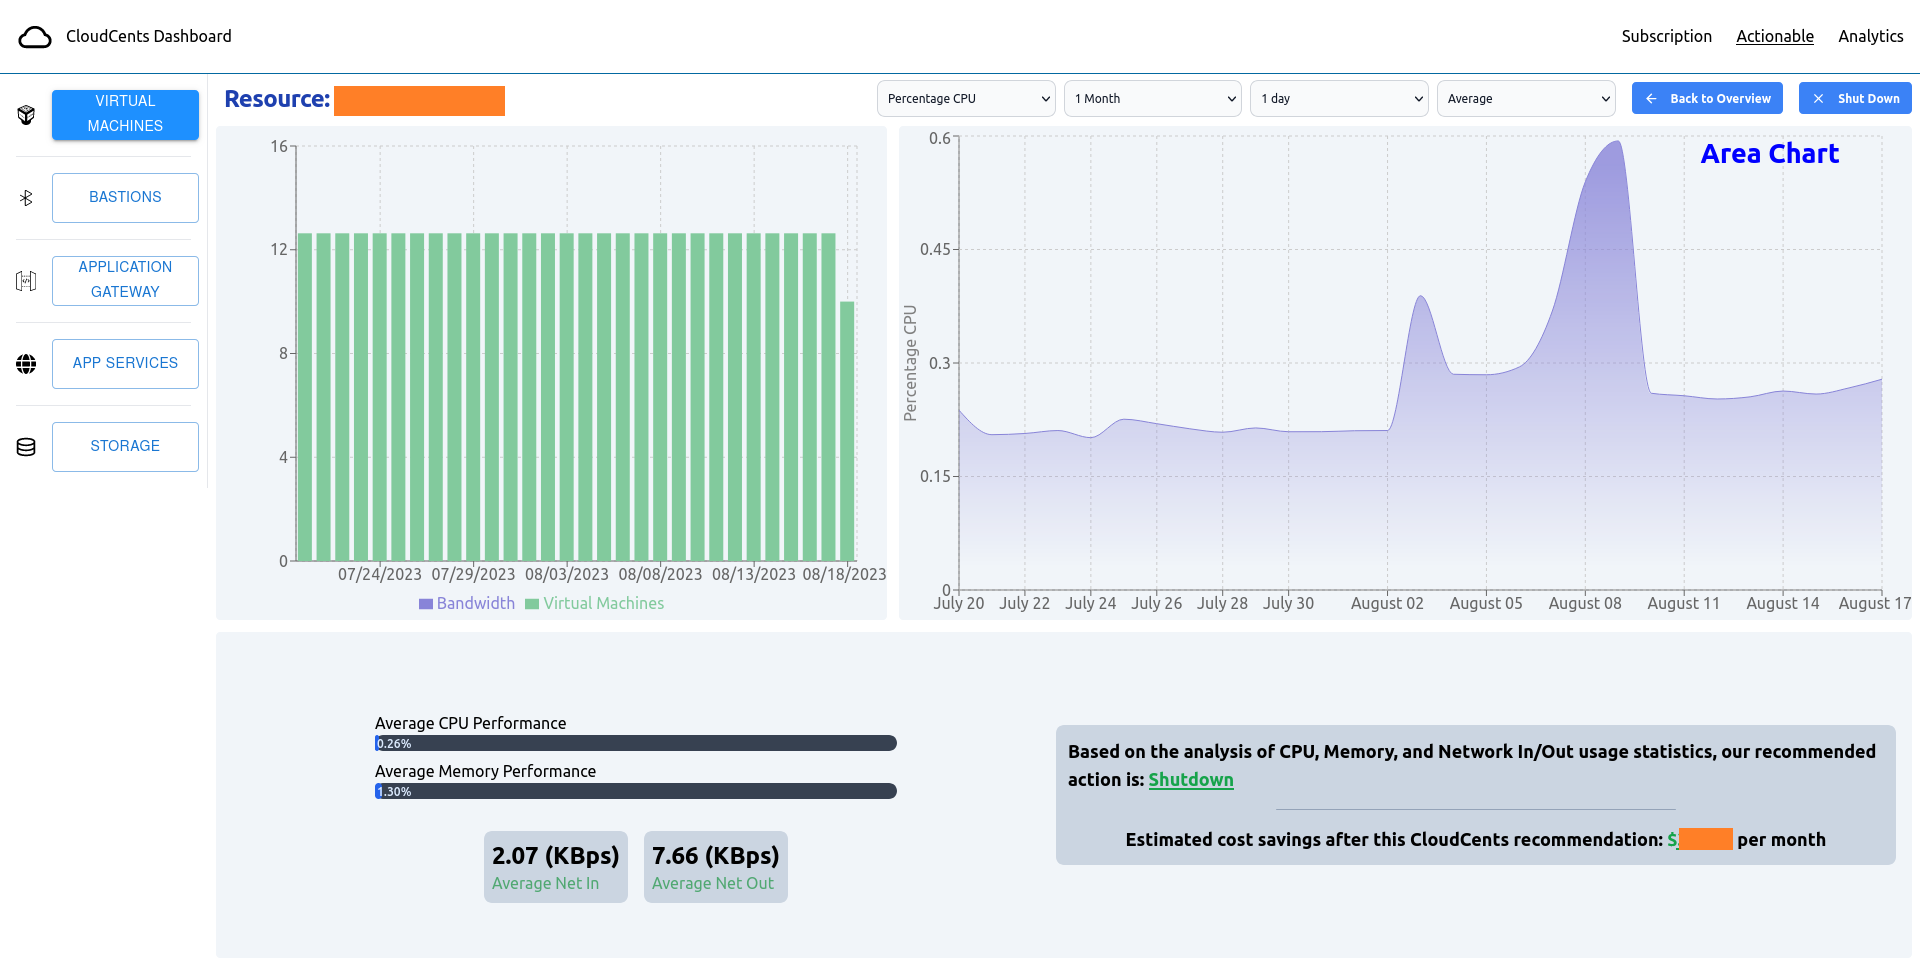 CloudCents Dashboard
Subscription
Actionable
Analytics
VIRTUAL
MACHINES
BASTIONS
APPLICATION
GATEWAY
APP SERVICES
STORAGE
Resource:
Percentage CPU
1 Month
1 day
Average
Back to Overview
Shut Down
16
12
8
4
0
07/24/2023 07/29/2023 08/03/2023 08/08/2023 08/13/2023 08/18/2023
Bandwidth Virtual Machines
Area Chart
Percentage CPU
0.6
0.45
0.3
0.15
0
July 20 July 22 July 24 July 26 July 28 July 30 August 02 August 05 August 08 August 11 August 14 August 17
Average CPU Performance
0.26%
Average Memory Performance
1.30%
2.07 (KBps)
Average Net In
7.66 (KBps)
Average Net Out
Based on the analysis of CPU, Memory, and Network In/Out usage statistics, our recommended
action is: Shutdown
Estimated cost savings after this CloudCents recommendation: $ per month